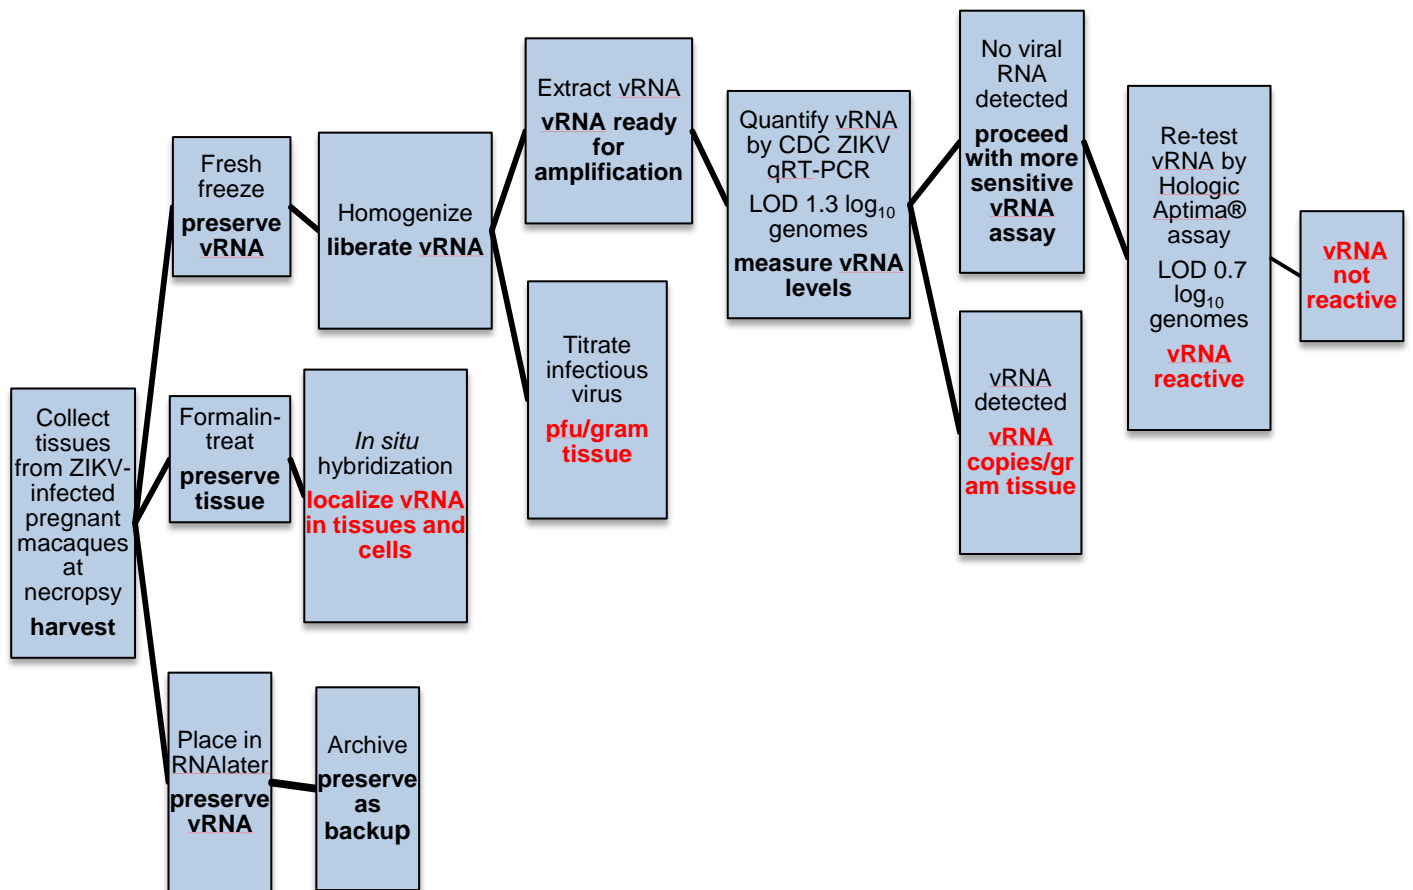 Collect
tissues
from ZIKV-
infected
pregnant
macaques
at
necropsy
harvest
Fresh
freeze
preserve
vRNA
Homogenize
liberate vRNA
Extract vRNA
vRNA ready
for
amplification
Titrate
infectious
virus
pfu/gram
tissue
Quantify vRNA
by CDC ZIKV
qRT-PCR
LOD 1.3 log₁₀
genomes
measure vRNA
levels
No viral
RNA
detected
proceed
with more
sensitive
vRNA
assay
vRNA
detected
vRNA
copies/gr
am tissue
Re-test
vRNA by
Hologic
Aptima®
assay
LOD 0.7
log₁₀
genomes
vRNA
reactive
vRNA
not
reactive
Formalin-
treat
preserve
tissue
In situ
hybridization
localize vRNA
in tissues and
cells
Place in
RNAlater
preserve
vRNA
Archive
preserve
as
backup